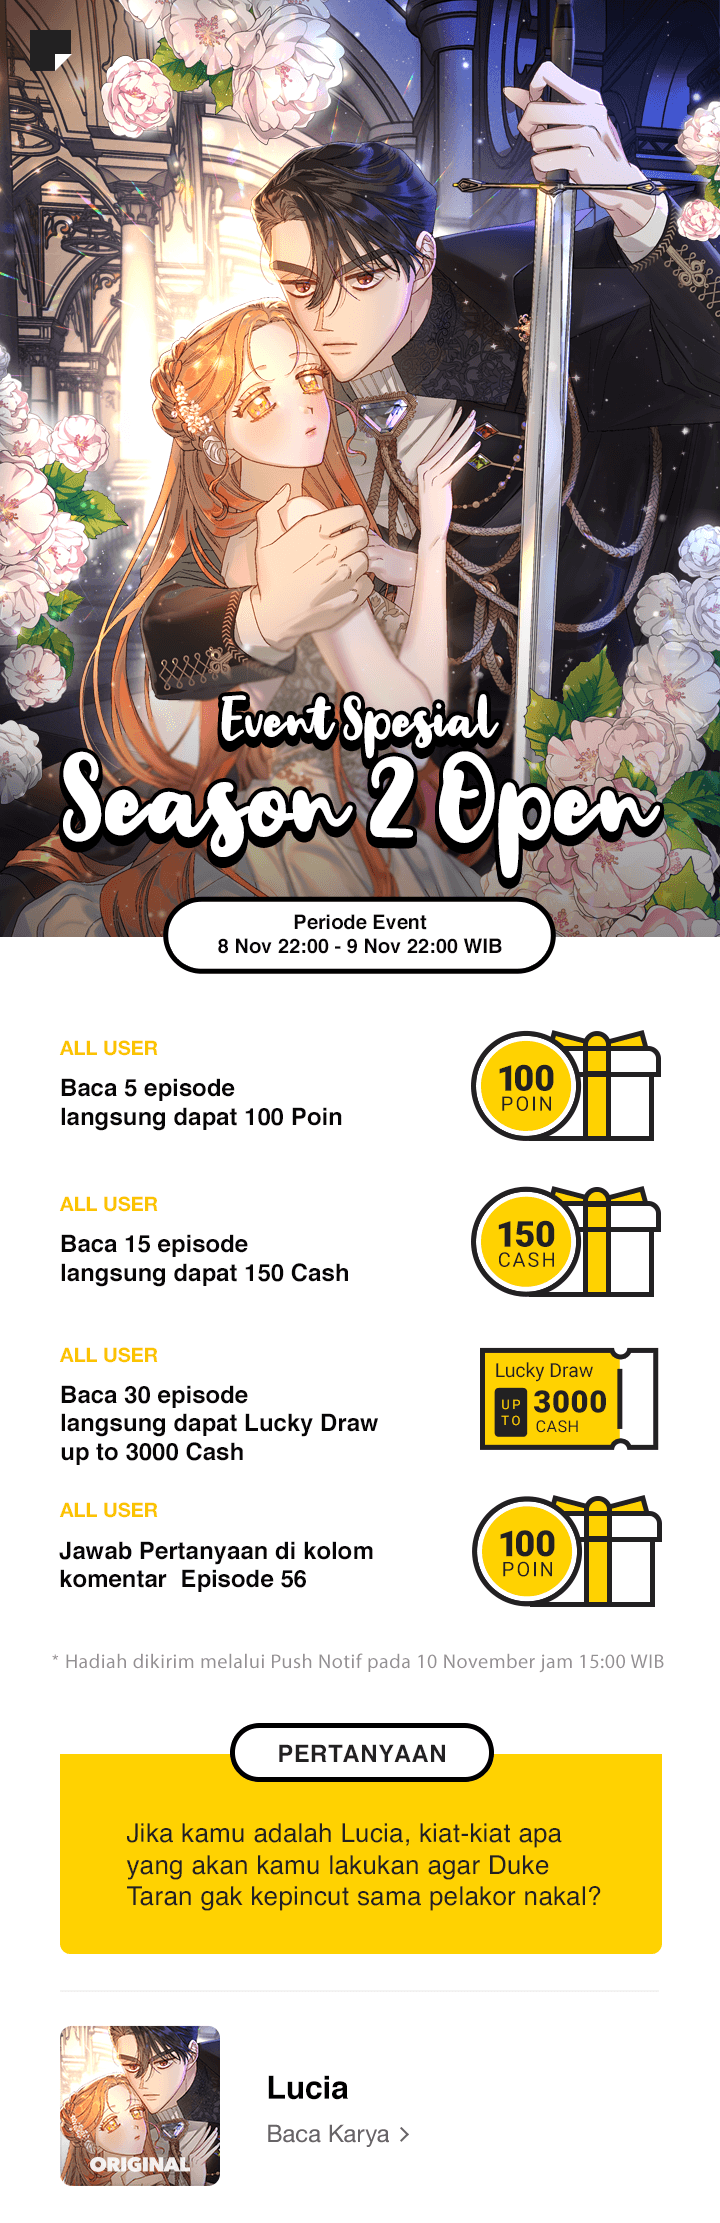 Event Spesial
Season 2 Open
Periode Event
8 Nov 22:00 - 9 Nov 22:00 WIB
ALL USER
Baca 5 episode
langsung dapat 100 Poin
100
POIN
ALL USER
Baca 15 episode
langsung dapat 150 Cash
150
CASH
ALL USER
Baca 30 episode
langsung dapat Lucky Draw
up to 3000 Cash
Lucky Draw
UP TO 3000
CASH
ALL USER
Jawab Pertanyaan di kolom
komentar  Episode 56
100
POIN
* Hadiah dikirim melalui Push Notif pada 10 November jam 15:00 WIB
PERTANYAAN
Jika kamu adalah Lucia, kiat-kiat apa
yang akan kamu lakukan agar Duke
Taran gak kepincut sama pelakor nakal?
ORIGINAL
Lucia
Baca Karya >